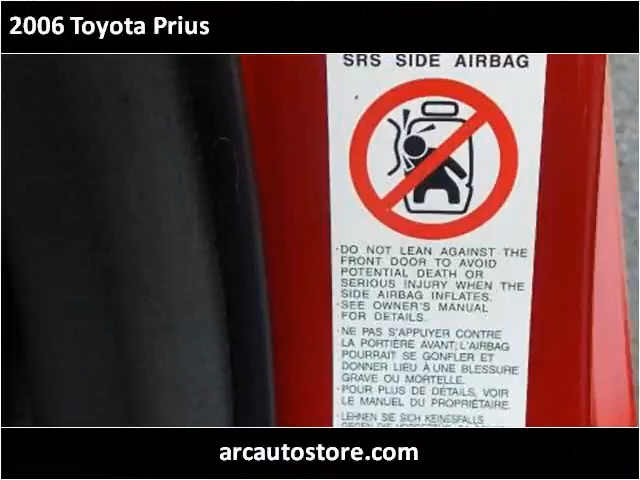 2006 Toyota Prius
SRS SIDE AIRBAG
·DO NOT LEAN AGAINST THE
FRONT DOOR TO AVOID
POTENTIAL DEATH OR
SERIOUS INJURY WHEN THE
SIDE AIRBAG INFLATES.
·SEE OWNER'S MANUAL
FOR DETAILS.
·NE PAS S'APPUYER CONTRE
LA PORTIÈRE AVANT; L'AIRBAG
POURRAIT SE GONFLER ET
DONNER LIEU À UNE BLESSURE
GRAVE OU MORTELLE.
·POUR PLUS DE DÉTAILS, VOIR
LE MANUEL DU PROPRIÉTAIRE.
·LEHNEN SIE SICH KEINESFALLS
arcautostore.com